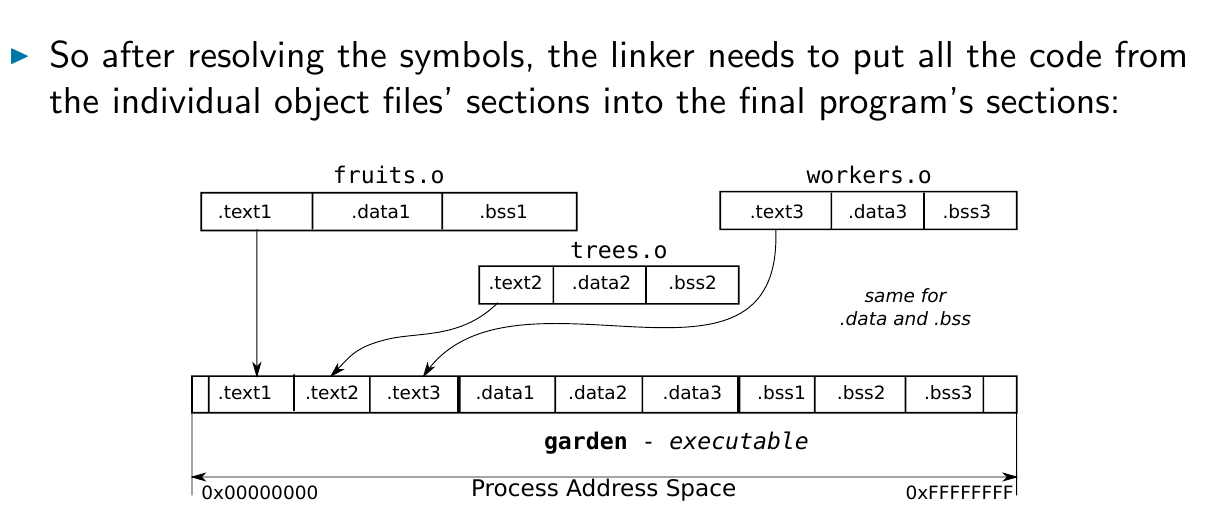 So after resolving the symbols, the linker needs to put all the code from
the individual object files' sections into the final program's sections:
fruits.o
.text1 .data1 .bss1
workers.o
.text3 .data3 .bss3
trees.o
.text2 .data2 .bss2
same for
.data and .bss
.text1 .text2 .text3 .data1 .data2 .data3 .bss1 .bss2 .bss3
garden - executable
Process Address Space
0x00000000 0xFFFFFFFF